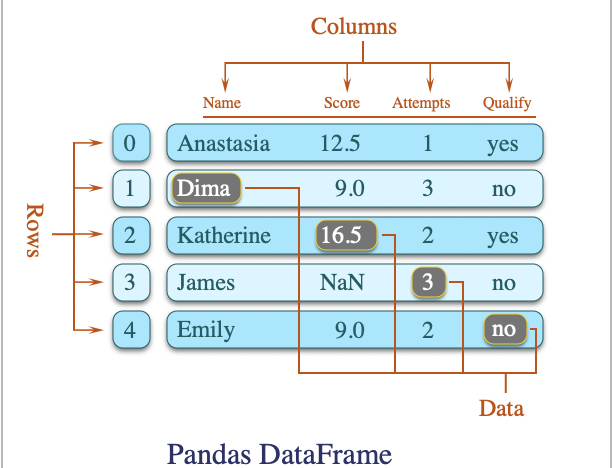 Columns
Name Score Attempts Qualify
0 Anastasia 12.5 1 yes
1 Dima 9.0 3 no
Rows
2 Katherine 16.5 2 yes
3 James NaN 3 no
4 Emily 9.0 2 no
Data
Pandas DataFrame